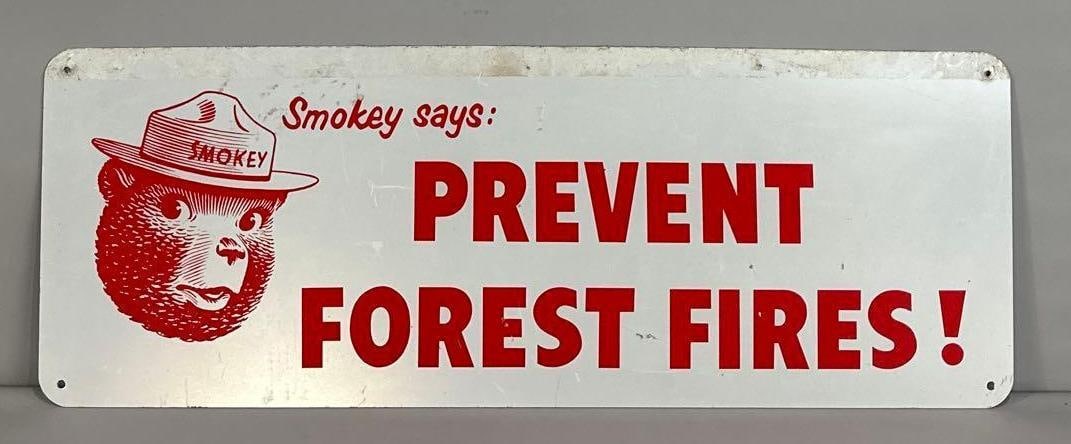 Smokey says:
SMOKEY
PREVENT
FOREST FIRES!